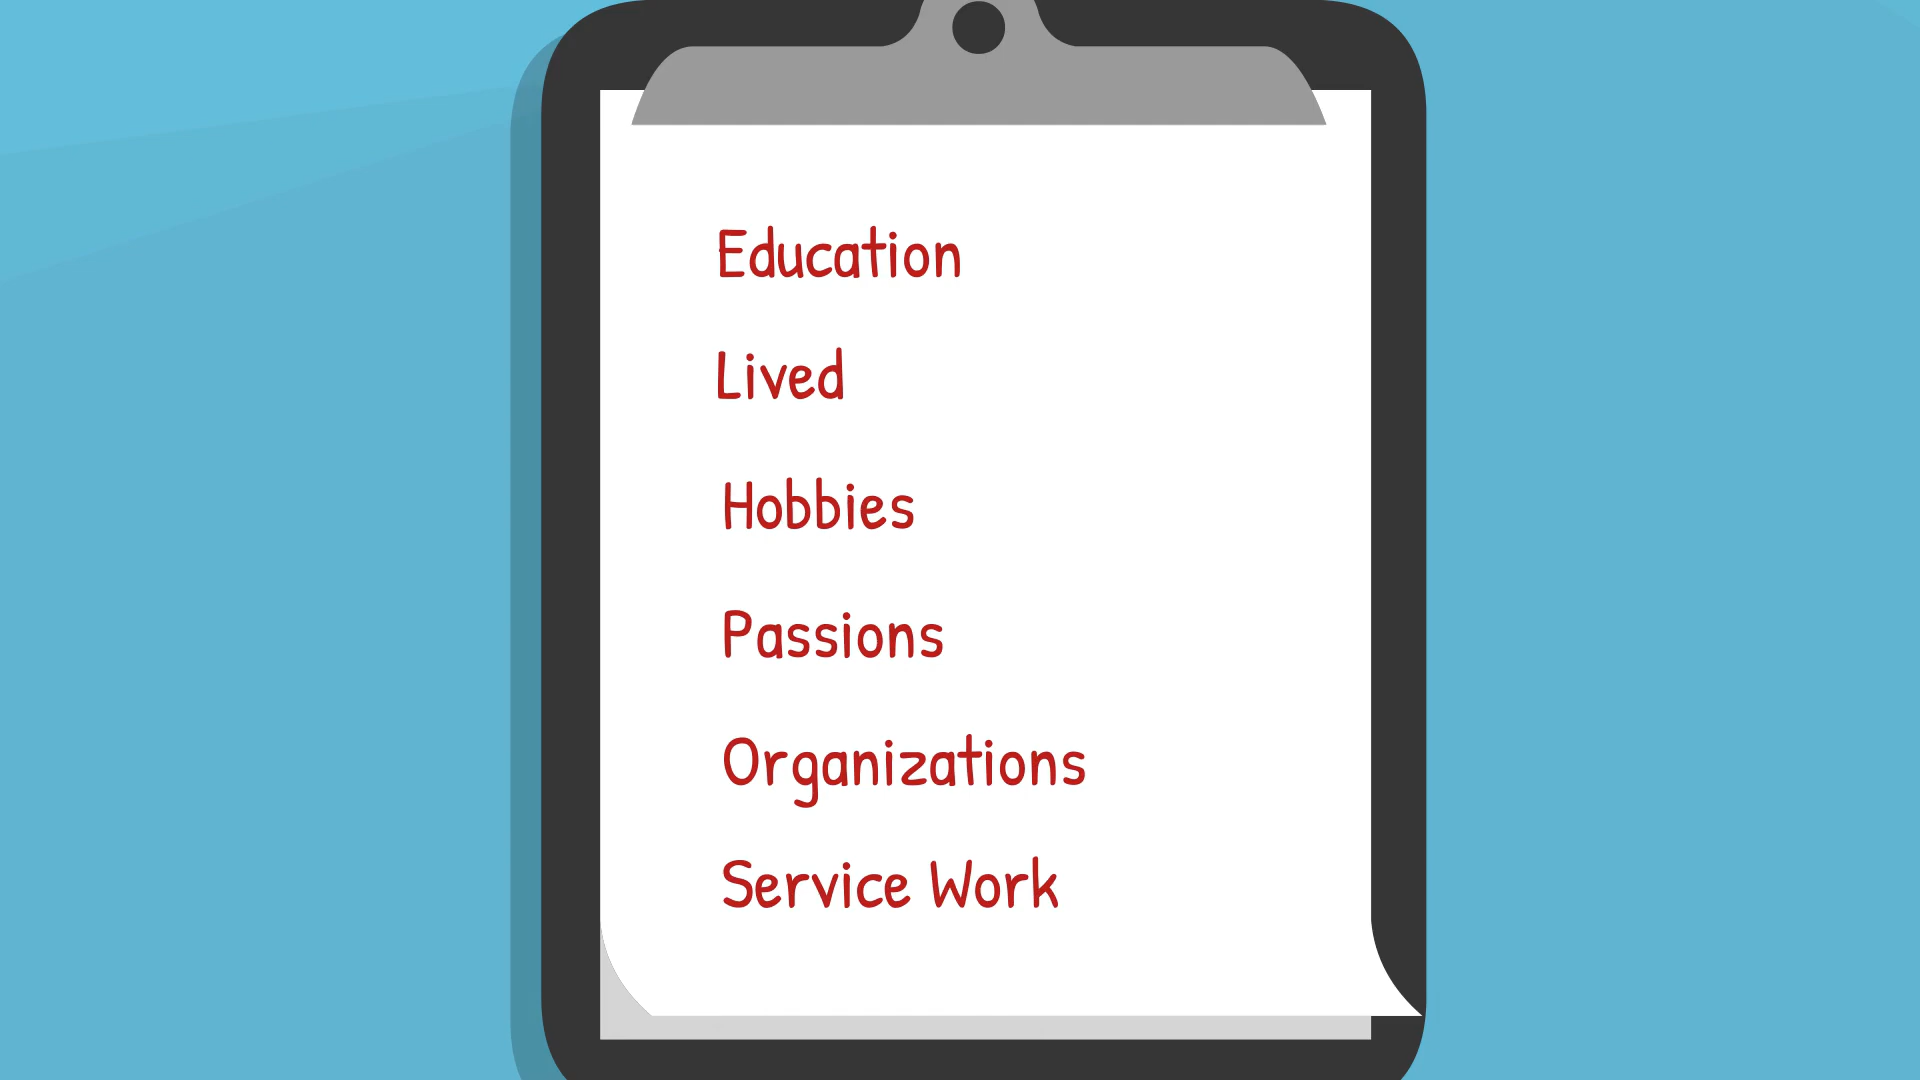 Education
Lived
Hobbies
Passions
Organizations
Service Work